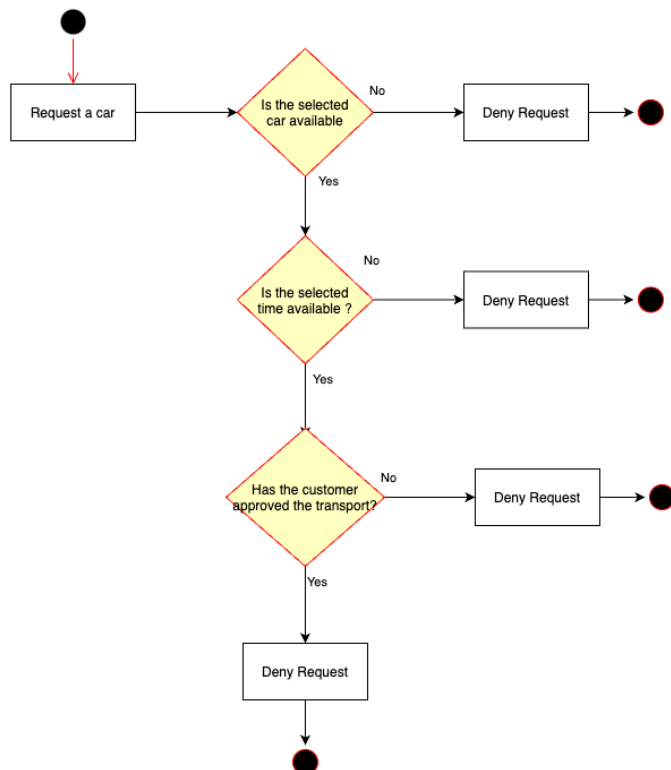 Request a car
Is the selected
car available
No
Deny Request
Yes
Is the selected
time available ?
No
Deny Request
Yes
Has the customer
approved the transport?
No
Deny Request
Yes
Deny Request